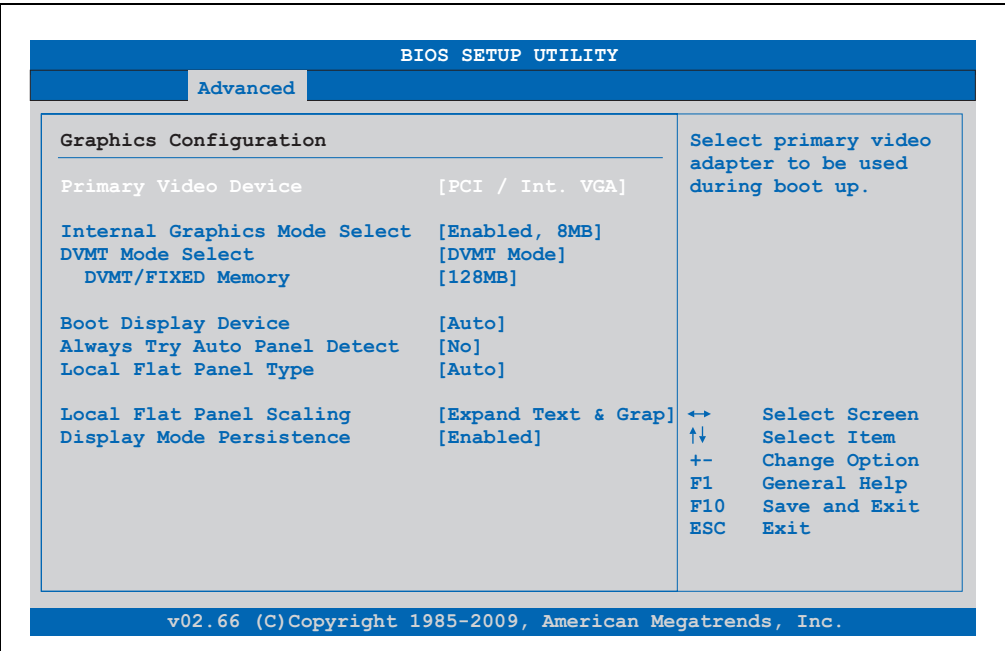 BIOS SETUP UTILITY
Advanced
Graphics Configuration
Primary Video Device [PCI / Int. VGA]
Internal Graphics Mode Select [Enabled, 8MB]
DVMT Mode Select [DVMT Mode]
DVMT/FIXED Memory [128MB]
Boot Display Device [Auto]
Always Try Auto Panel Detect [No]
Local Flat Panel Type [Auto]
Local Flat Panel Scaling [Expand Text & Grap]
Display Mode Persistence [Enabled]
Select primary video
adapter to be used
during boot up.
↔ Select Screen
↑↓ Select Item
+- Change Option
F1 General Help
F10 Save and Exit
ESC Exit
v02.66 (C)Copyright 1985-2009, American Megatrends, Inc.